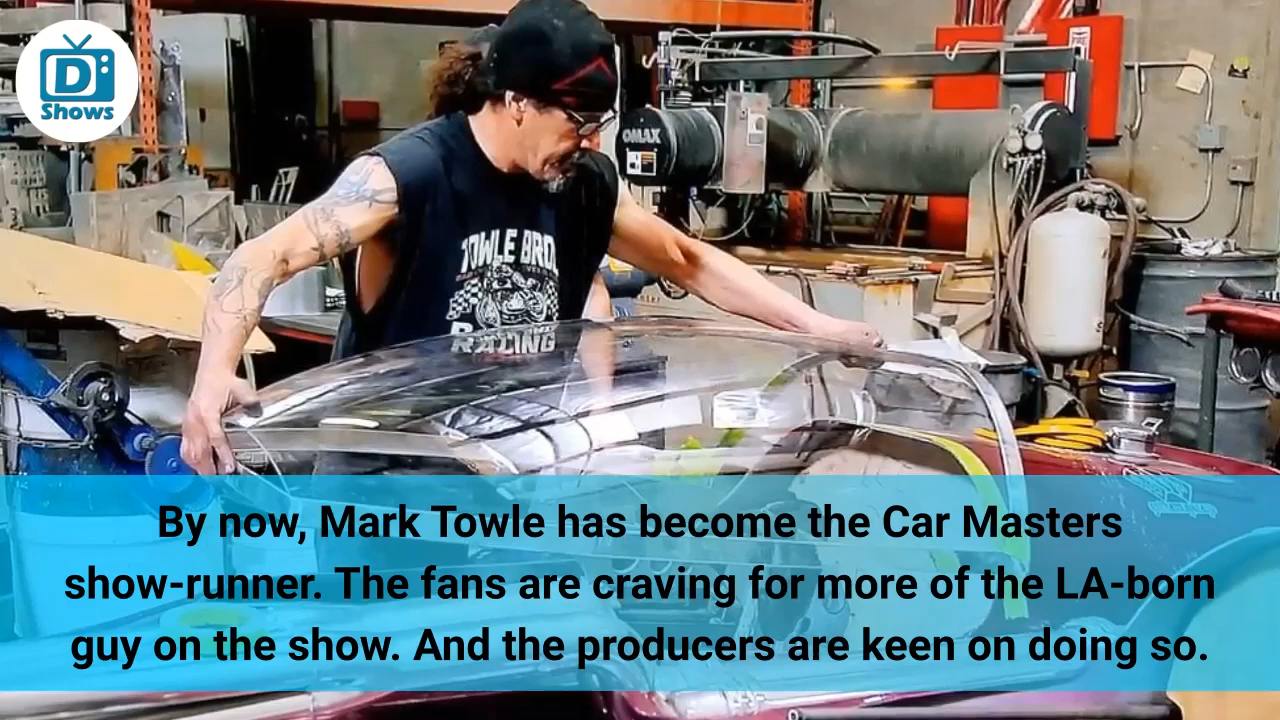 D
Shows
OMAX
TOWLE BRO
RACING
By now, Mark Towle has become the Car Masters
show-runner. The fans are craving for more of the LA-born
guy on the show. And the producers are keen on doing so.